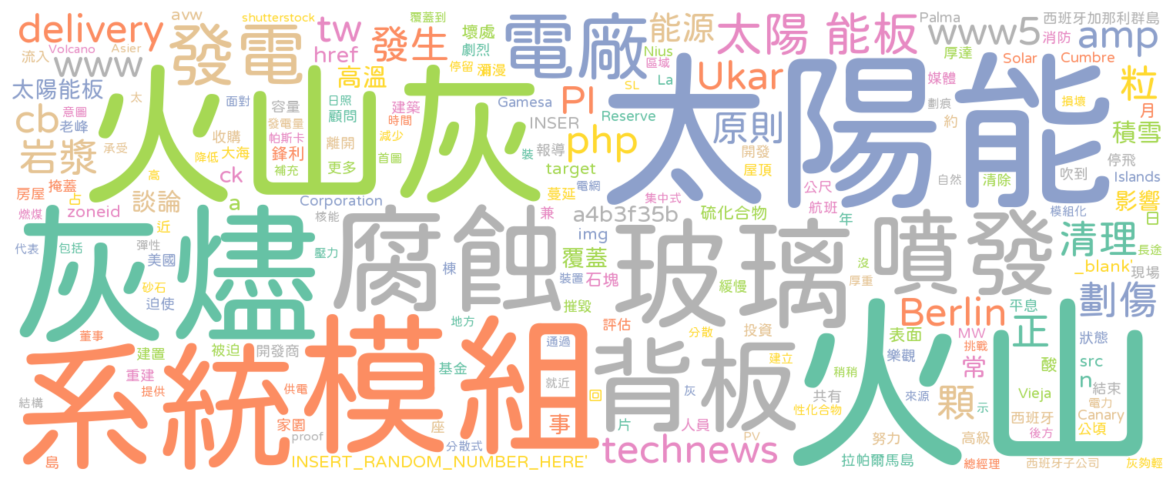 delivery
avw
shutterstock
覆蓋到
tw
發電
電廠
能源
太陽 能板
Palma
西班牙加那利群島
www5
消防
amp
流入
Volcano
Asier
href
發生
壞處
劇烈
Nius
區域
厚達
Solar
Cumbre
www
高溫
停留
瀰漫
La
SL
媒體
粒
月
損壞
太陽能板
意圖
太
日照
顧問
面對
容量
Ukar
cb
老峰
發電量
建築
時間
Gamesa
Reserve
PI
原則
劃痕
約
積雪
火山灰
太陽能
收購
帕斯卡
INSER
報導
php
承受
降低
大海
鋒利
補充
離開
減少
首圖
裝
target
開發
屋頂
停飛
Islands
岩漿
高
更多
電網
吹到
自然
清除
房屋
掩蓋
談論
ck
蔓延
集中式
公尺
航班
影響
燃煤
占
zoneid
a
Corporation
核能
兼
a4b3f35b
硫化合物
年
模組化
日
代表
包括
近
彈性
壓力
img
沒
厚重
_blank'
長途
現場
灰燼
腐蝕
玻璃
噴發
清理
美國
棟
覆蓋
裝置
石塊
緩慢
砂石
迫使
摧毀
Berlin
平息
劃傷
董事
地方
通過
評估
分散
投資
表面
MW
挑戰
正
狀態
建置
被迫
開發商
樂觀
常
酸
src
n
結束
重建
基金
就近
背板
建立
稍稍
來源
Vieja
電力
結構
提供
供電
系統
模組
灰
回
共有
性化合物
顆
示
西班牙
Canary
公頃
火山
家園
座
事
片
人員
努力
後方
島
proof
分散式
technews
PV
高級
INSERT_RANDOM_NUMBER_HERE'
拉帕爾馬島
總經理
西班牙子公司
灰夠輕